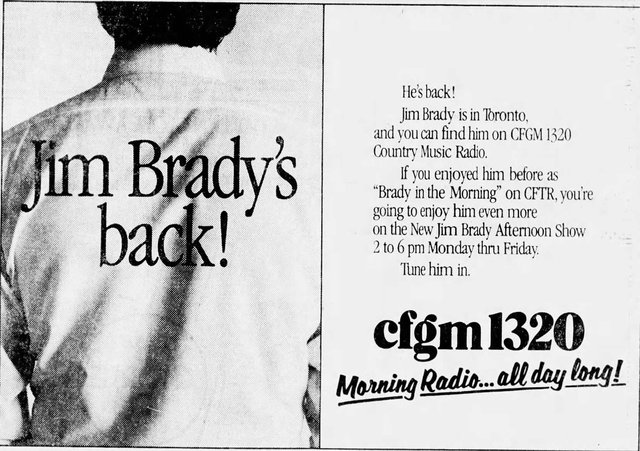 Jim Brady's
back!
He's back!
Jim Brady is in Toronto,
and you can find him on CFGM 1320
Country Music Radio.
If you enjoyed him before as
"Brady in the Morning" on CFTR, you're
going to enjoy him even more
on the New Jim Brady Afternoon Show
2 to 6 pm Monday thru Friday.
Tune him in.
cfgm 1320
Morning Radio... all day long!